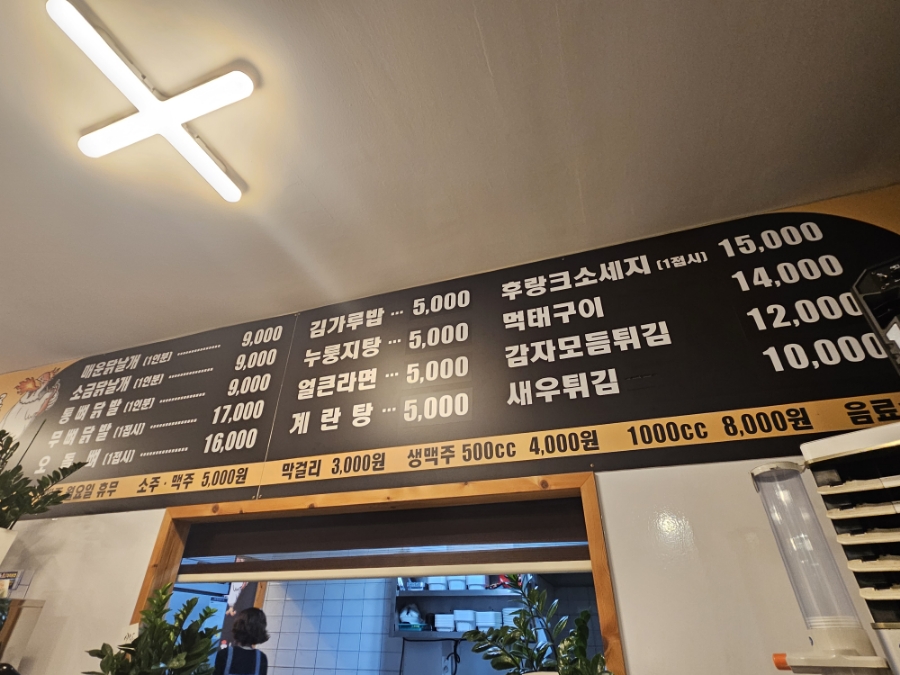 매운닭날개 (1인분) 9,000
소금닭날개 (1인분) 9,000
통뼈닭발 (1인분) 9,000
무뼈닭발 (1접시) 17,000
오돌뼈 (1접시) 16,000
김가루밥 ··· 5,000
누룽지탕 ··· 5,000
얼큰라면 ··· 5,000
계란탕 ··· 5,000
후랑크소세지 (1접시) 15,000
먹태구이 14,000
감자모듬튀김 12,000
새우튀김 10,000
월요일 휴무 소주·맥주 5,000원 막걸리 3,000원 생맥주 500cc 4,000원 1000cc 8,000원 음료